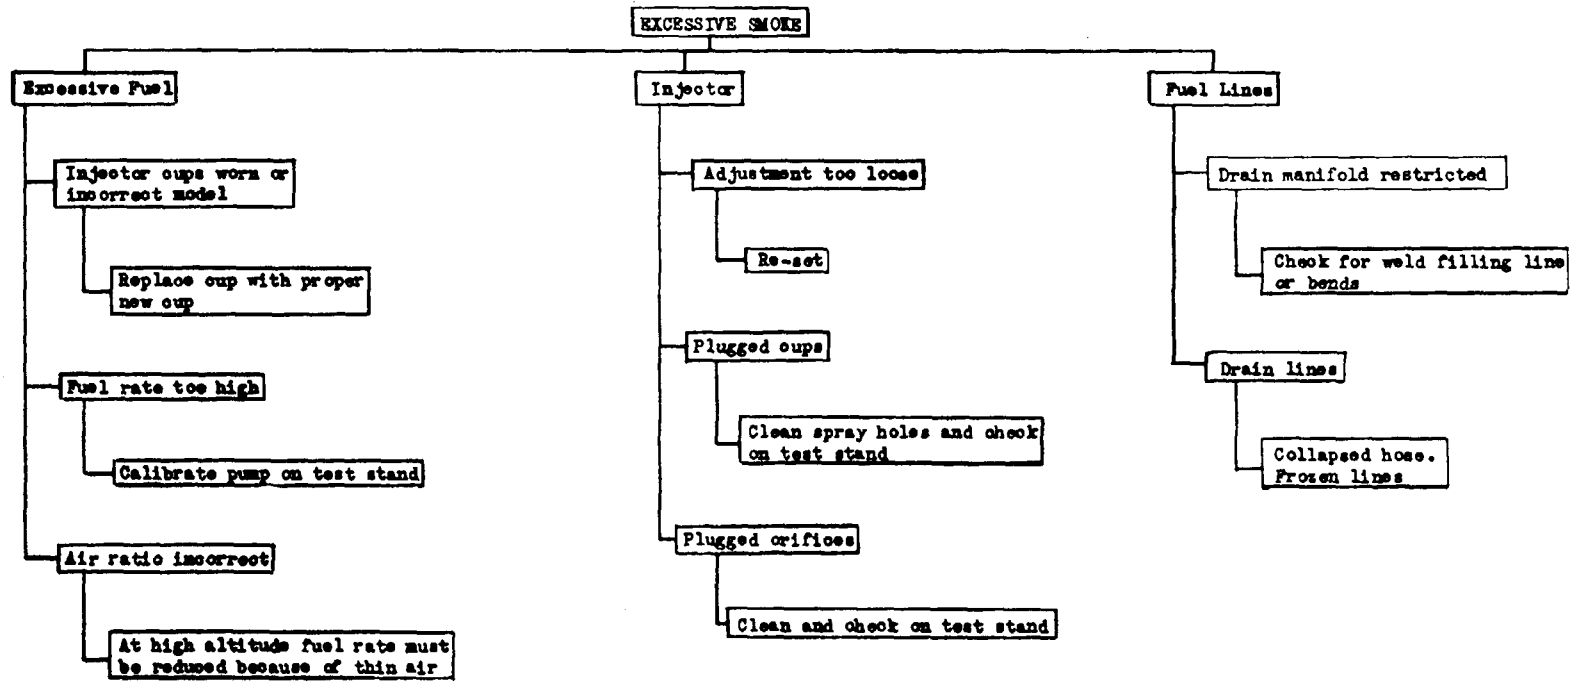 EXCESSIVE SMOKE
Excessive Fuel
Injector cups worn or
incorrect model
Replace cup with proper
new cup
Fuel rate too high
Calibrate pump on test stand
Air ratio incorrect
At high altitude fuel rate must
be reduced because of thin air
Injector
Adjustment too loose
Re-set
Plugged cups
Clean spray holes and check
on test stand
Plugged orifices
Clean and check on test stand
Fuel Lines
Drain manifold restricted
Check for weld filling line
or bends
Drain lines
Collapsed hose.
Frozen lines